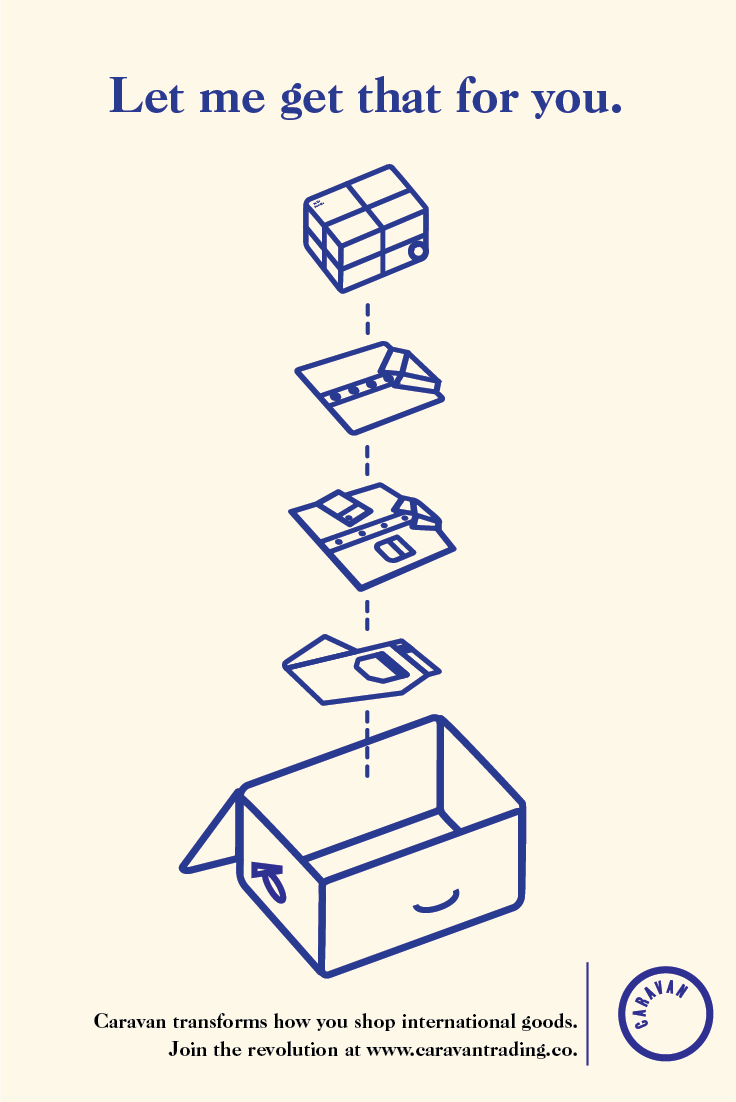 Let me get that for you.
Caravan transforms how you shop international goods.
Join the revolution at www.caravantrading.co.
CARAVAN